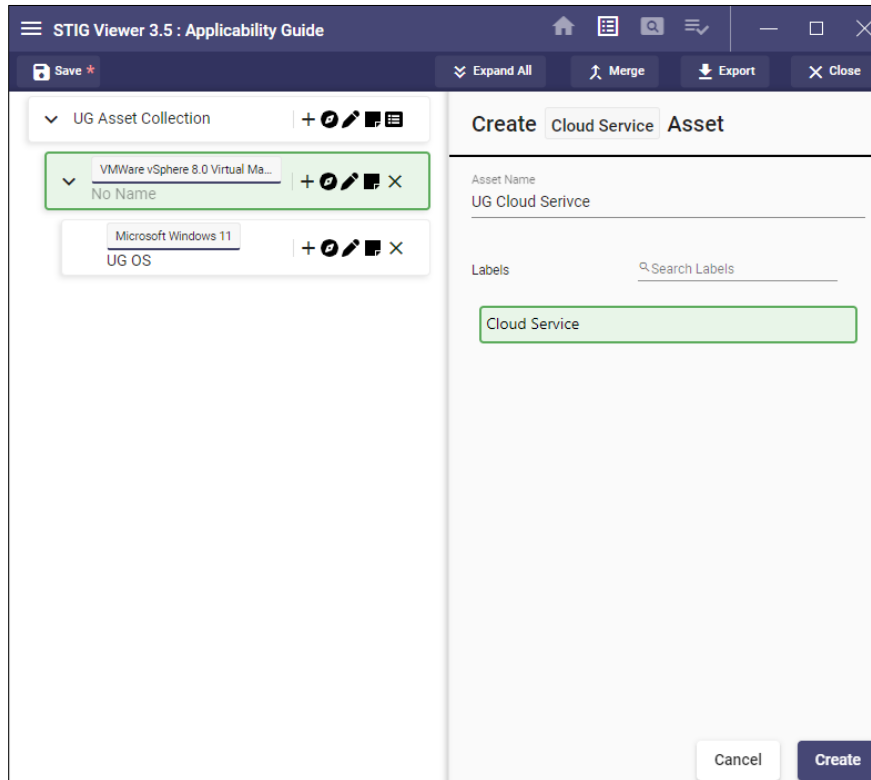 STIG Viewer 3.5 : Applicability Guide
Save *
Expand All
Merge
Export
Close
UG Asset Collection
VMWare vSphere 8.0 Virtual Ma...
No Name
Microsoft Windows 11
UG OS
Create Cloud Service Asset
Asset Name
UG Cloud Serivce
Labels
Search Labels
Cloud Service
Cancel
Create